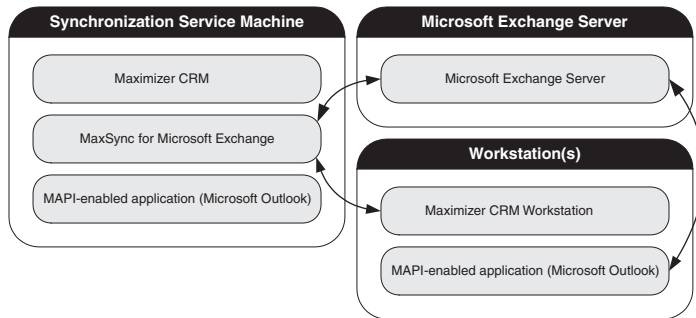 Synchronization Service Machine
Maximizer CRM
MaxSync for Microsoft Exchange
MAPI-enabled application (Microsoft Outlook)
Microsoft Exchange Server
Microsoft Exchange Server
Workstation(s)
Maximizer CRM Workstation
MAPI-enabled application (Microsoft Outlook)